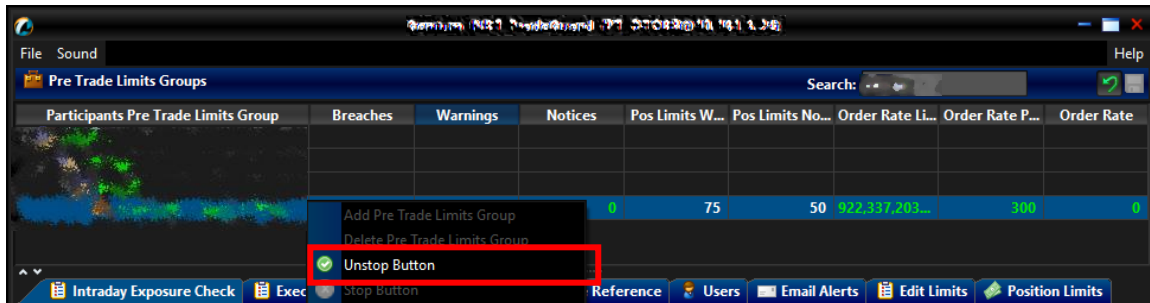 File Sound Help
Pre Trade Limits Groups Search:
Participants Pre Trade Limits Group Breaches Warnings Notices Pos Limits W... Pos Limits No... Order Rate Li... Order Rate P... Order Rate
0 75 50 922,337,203... 300 0
Add Pre Trade Limits Group
Delete Pre Trade Limits Group
Unstop Button
Stop Button
Intraday Exposure Check Exec Reference Users Email Alerts Edit Limits Position Limits